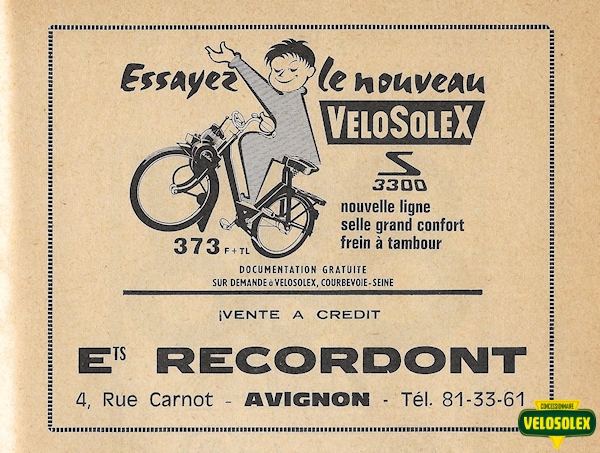 Essayez le nouveau
VELOSOLEX
S
3300
nouvelle ligne
selle grand confort
frein à tambour
373 F + TL
DOCUMENTATION GRATUITE
SUR DEMANDE à VELOSOLEX, COURBEVOIE-SEINE
¡VENTE A CREDIT
ETS RECORDONT
4, Rue Carnot - AVIGNON - Tél. 81-33-61
CONCESSIONNAIRE
VELOSOLEX